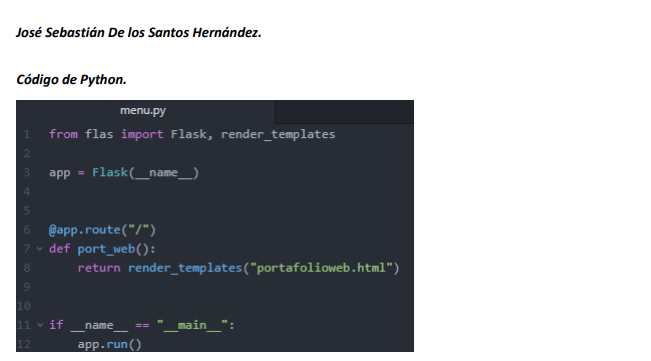 José Sebastián De los Santos Hernández.
Código de Python.
menu.py
1 from flas import Flask, render_templates
2
3 app = Flask(__name__)
4
5
6 @app.route("/")
7 def port_web():
8     return render_templates("portafolioweb.html")
9
10
11 if __name__ == "__main__":
12     app.run()